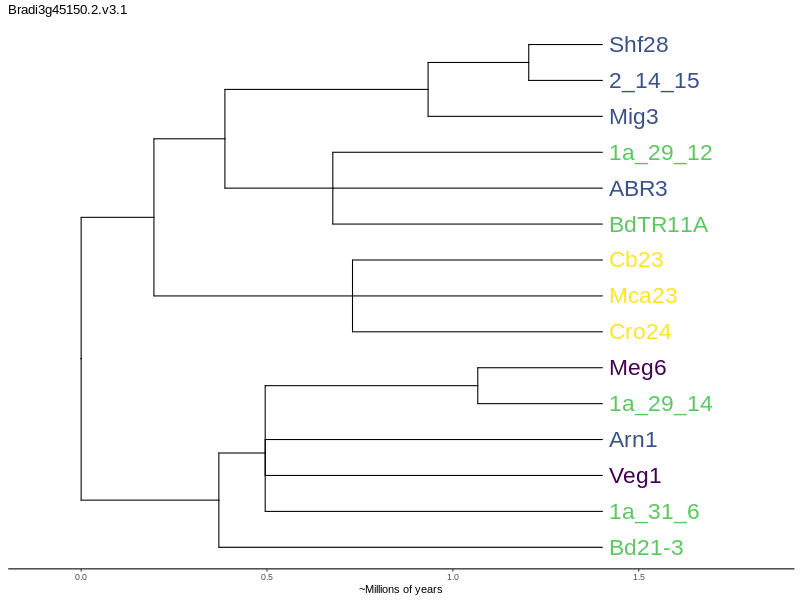 Bradi3g45150.2.v3.1
Shf28
2_14_15
Mig3
1a_29_12
ABR3
BdTR11A
Cb23
Mca23
Cro24
Meg6
1a_29_14
Arn1
Veg1
1a_31_6
Bd21-3
0.0 0.5 1.0 1.5
~Millions of years